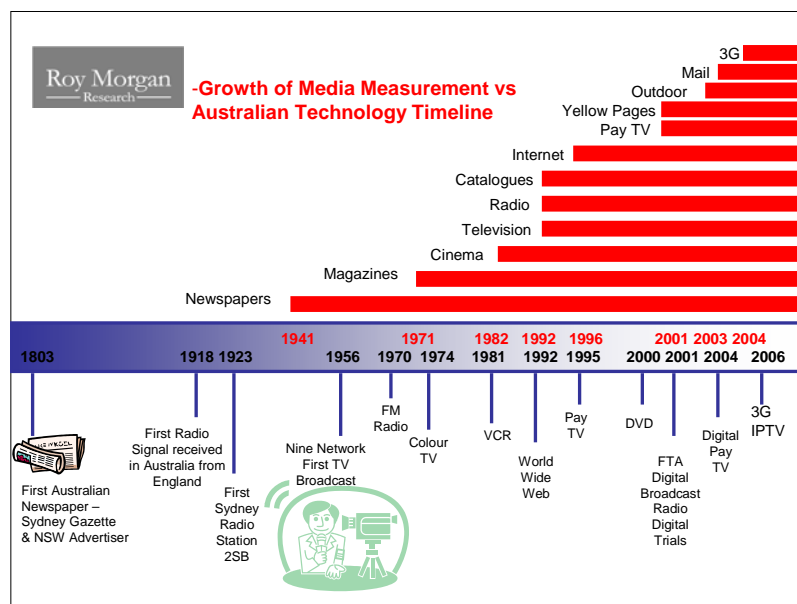 Roy Morgan
Research
-Growth of Media Measurement vs
Australian Technology Timeline
3G
Mail
Outdoor
Yellow Pages
Pay TV
Internet
Catalogues
Radio
Television
Cinema
Magazines
Newspapers
1941 1971 1982 1992 1996 2001 2003 2004
1803 1918 1923 1956 1970 1974 1981 1992 1995 2000 2001 2004 2006
First Australian
Newspaper –
Sydney Gazette
& NSW Advertiser
First Radio
Signal received
in Australia from
England
First
Sydney
Radio
Station
2SB
Nine Network
First TV
Broadcast
FM
Radio
Colour
TV
VCR
World
Wide
Web
Pay
TV
DVD
FTA
Digital
Broadcast
Radio
Digital
Trials
Digital
Pay
TV
3G
IPTV